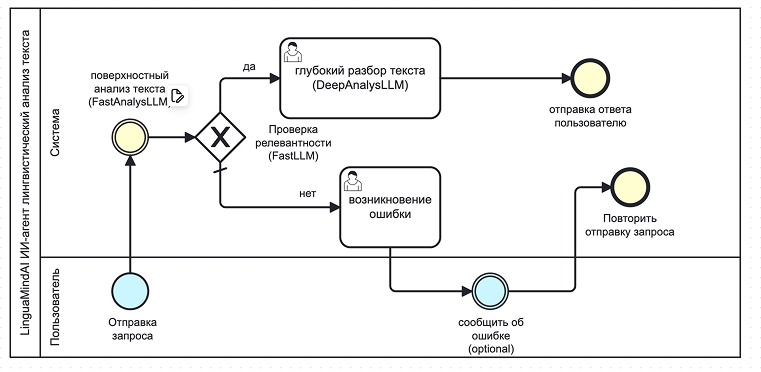 LinguaMindAI ИИ-агент лингвистический анализ текста
Система
поверхностный
анализ текста
(FastAnalysLLM)
да
глубокий разбор текста
(DeepAnalysLLM)
отправка ответа
пользователю
Проверка
релевантности
(FastLLM)
нет
возникновение
ошибки
Повторить
отправку запроса
Пользователь
Отправка
запроса
сообщить об
ошибке
(optional)